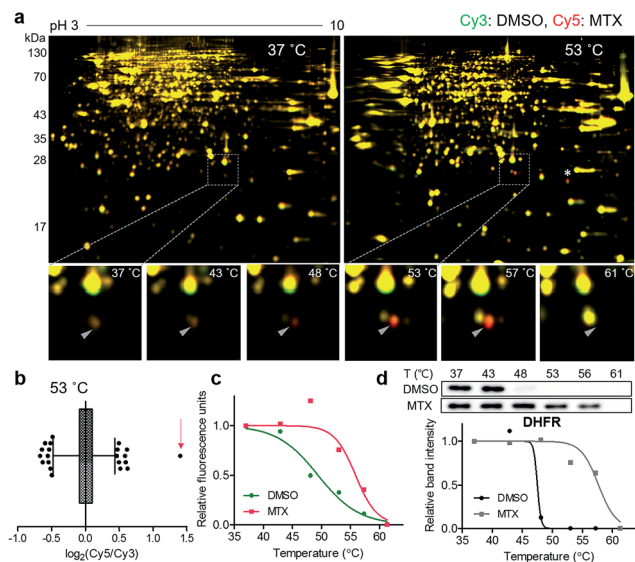 a
pH 3
10
Cy3: DMSO, Cy5: MTX
kDa
130
70
43
35
28
17
37 ˚C
53 ˚C
*
37 ˚C
43 ˚C
48 ˚C
53 ˚C
57 ˚C
61 ˚C
b
53 ˚C
-1.0
-0.5
0.0
0.5
1.0
1.5
log2(Cy5/Cy3)
c
Relative fluorescence units
1.0
0.5
0.0
DMSO
MTX
35
40
45
50
55
60
65
Temperature (°C)
d
T (℃) 37 43 48 53 56 61
DMSO
MTX
DHFR
Relative band intensity
1.0
0.5
0.0
DMSO
MTX
35
40
45
50
55
60
65
Temperature (°C)